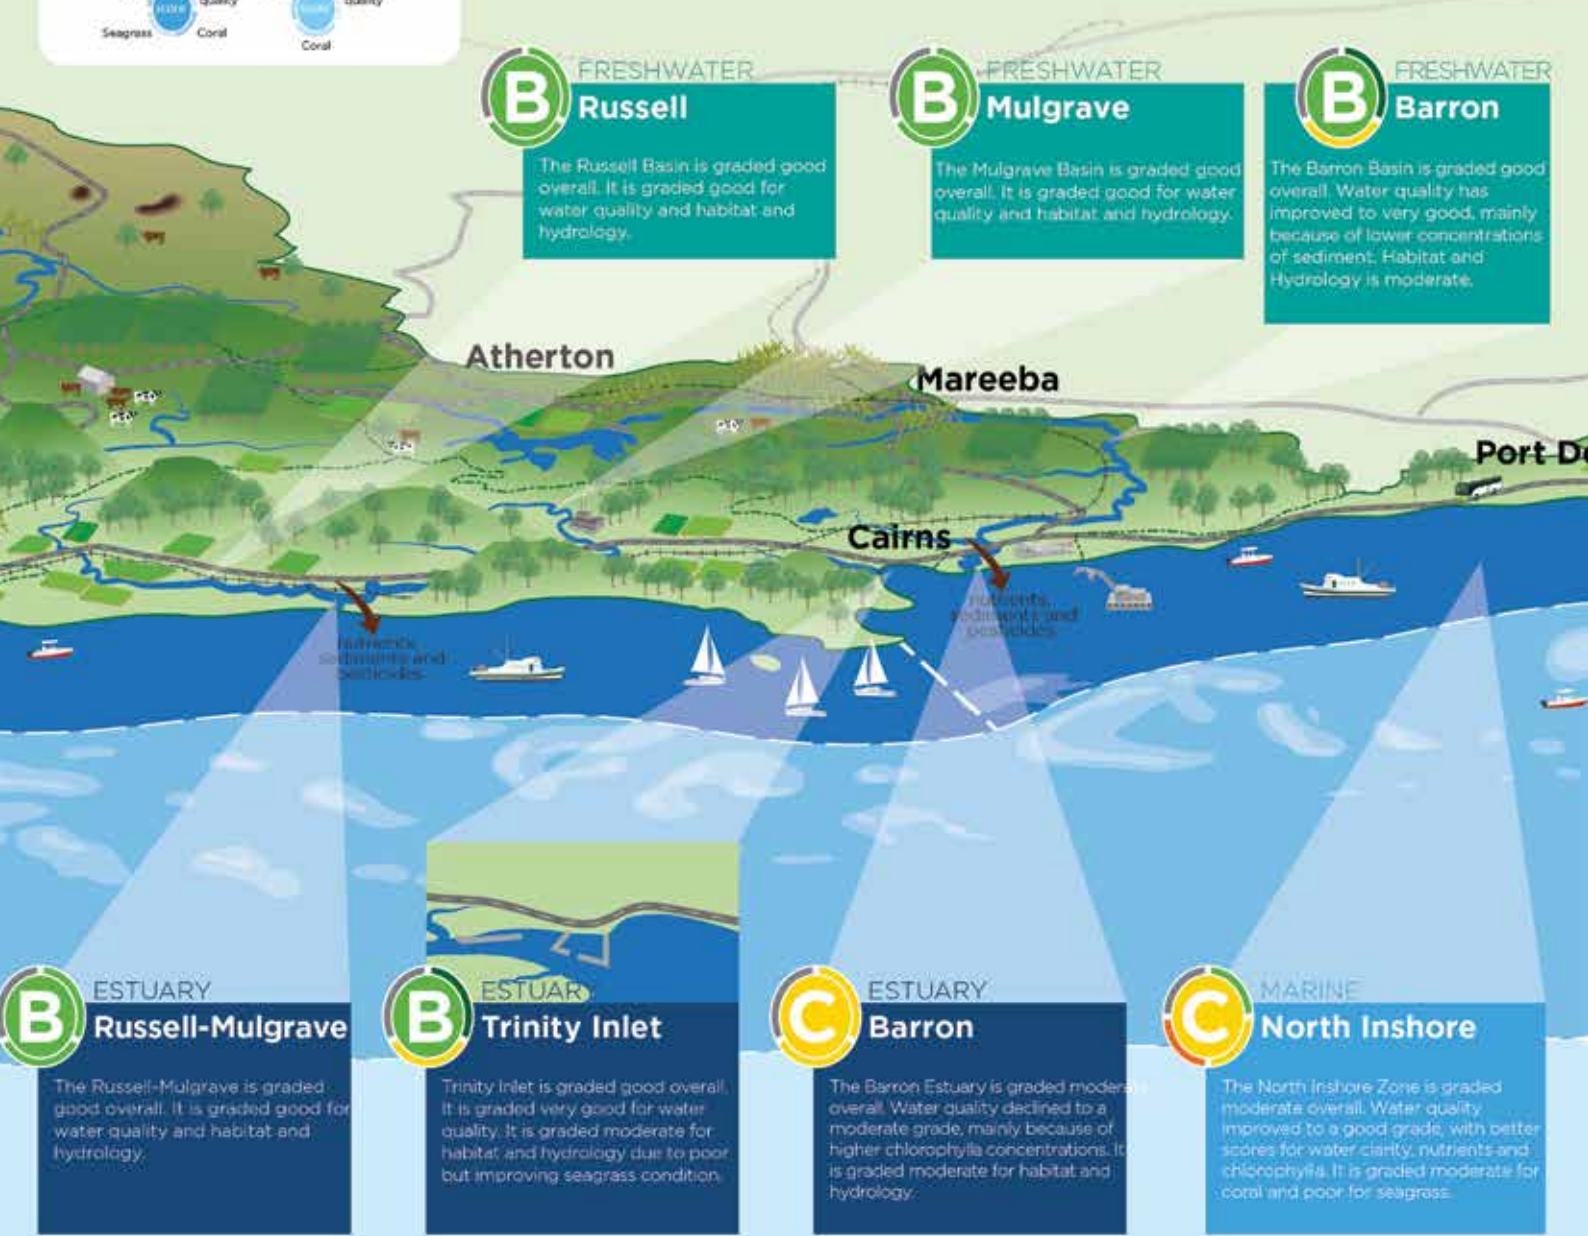 score quality quality
Seagrass Coral
Coral
B FRESHWATER
Russell
The Russell Basin is graded good
overall. It is graded good for
water quality and habitat and
hydrology.
B FRESHWATER
Mulgrave
The Mulgrave Basin is graded good
overall. It is graded good for water
quality and habitat and hydrology.
B FRESHWATER
Barron
The Barron Basin is graded good
overall. Water quality has
improved to very good, mainly
because of lower concentrations
of sediment. Habitat and
Hydrology is moderate.
Atherton
Mareeba
Port Do
Cairns
nutrients,
sediments and
pesticides
nutrients,
sediments and
pesticides
B ESTUARY
Russell-Mulgrave
The Russell-Mulgrave is graded
good overall. It is graded good for
water quality and habitat and
hydrology.
B ESTUARY
Trinity Inlet
Trinity Inlet is graded good overall.
It is graded very good for water
quality. It is graded moderate for
habitat and hydrology due to poor
but improving seagrass condition.
C ESTUARY
Barron
The Barron Estuary is graded moderate
overall. Water quality declined to a
moderate grade, mainly because of
higher chlorophylla concentrations. It
is graded moderate for habitat and
hydrology.
C MARINE
North Inshore
The North Inshore Zone is graded
moderate overall. Water quality
improved to a good grade, with better
scores for water clarity, nutrients and
chlorophylla. It is graded moderate for
coral and poor for seagrass.